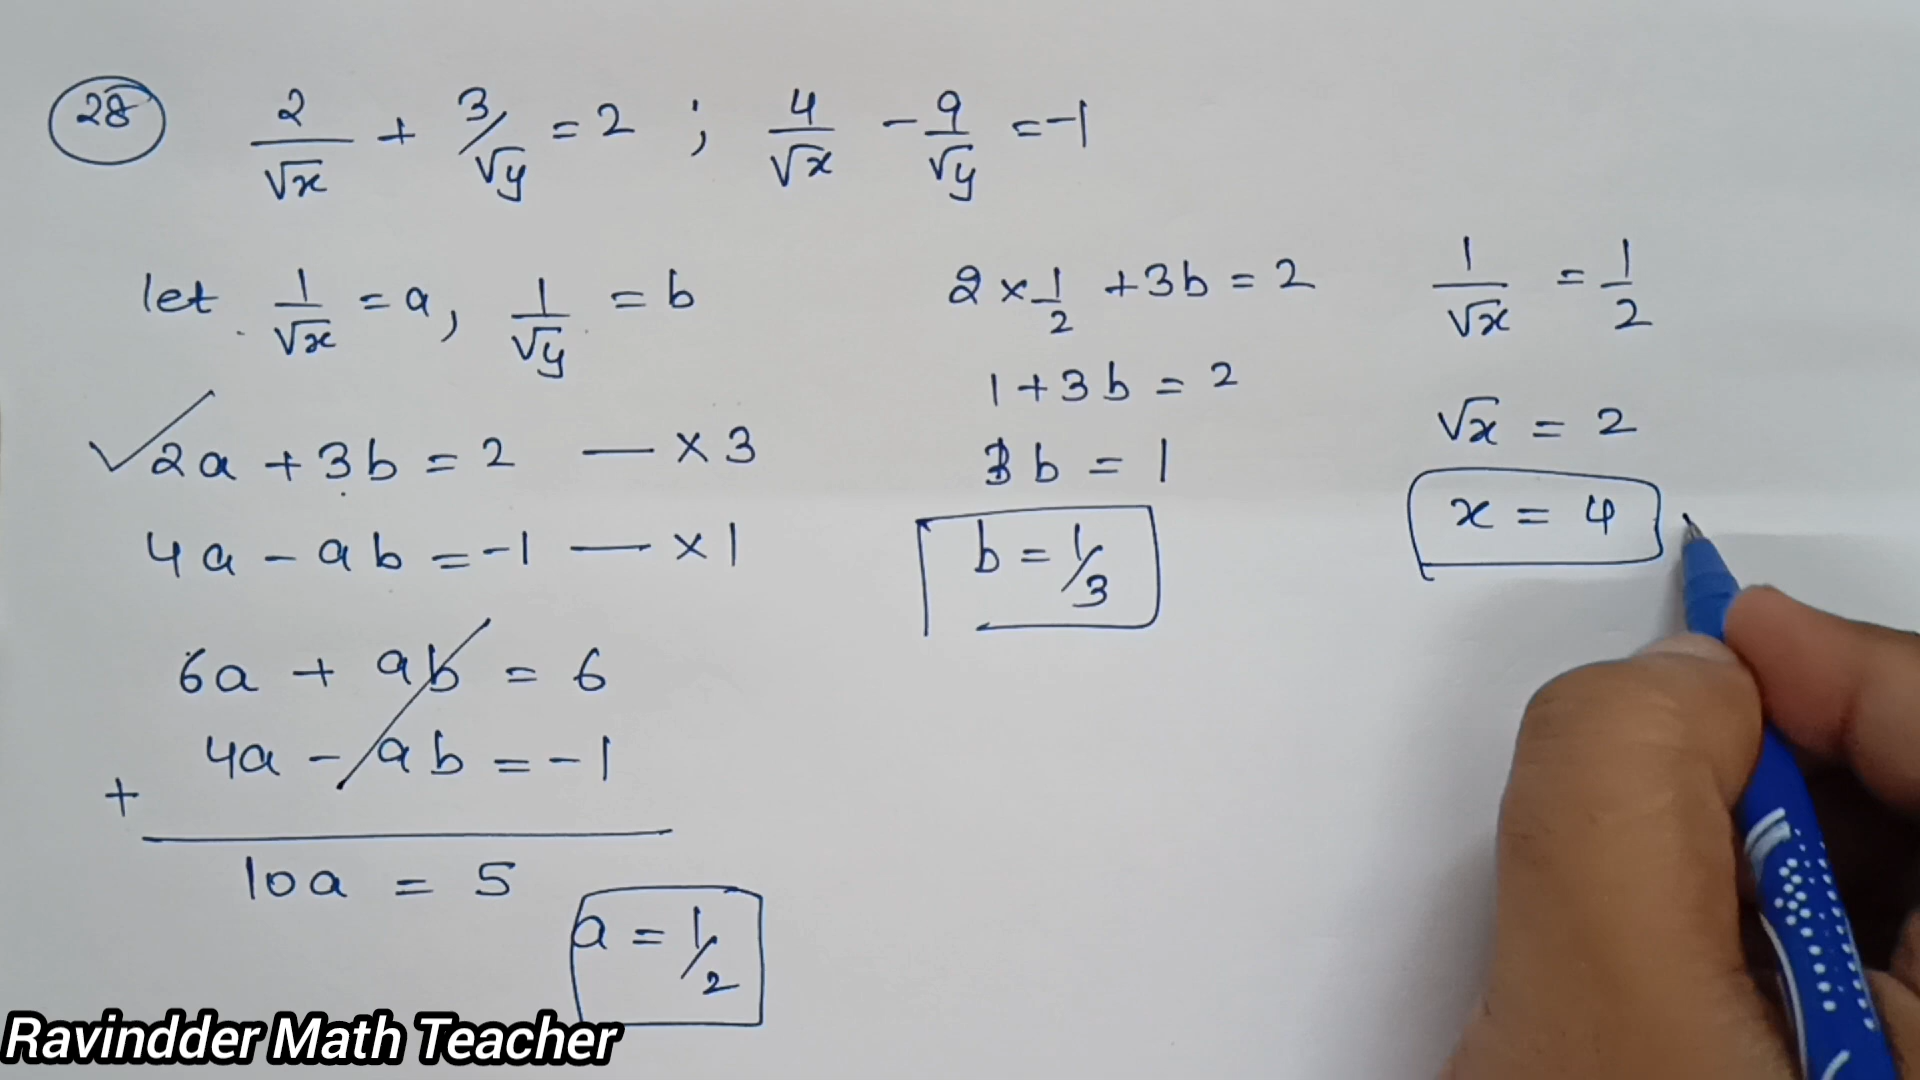 28 2/√x + 3/√y = 2 ; 4/√x - 9/√y = -1
let 1/√x = a, 1/√y = b
2a + 3b = 2 — × 3
4a - 9b = -1 — × 1
6a + 9b = 6
+ 4a - 9b = -1
10a = 5
a = 1/2
2 × 1/2 + 3b = 2
1 + 3b = 2
3b = 1
b = 1/3
1/√x = 1/2
√x = 2
x = 4
Ravindder Math Teacher